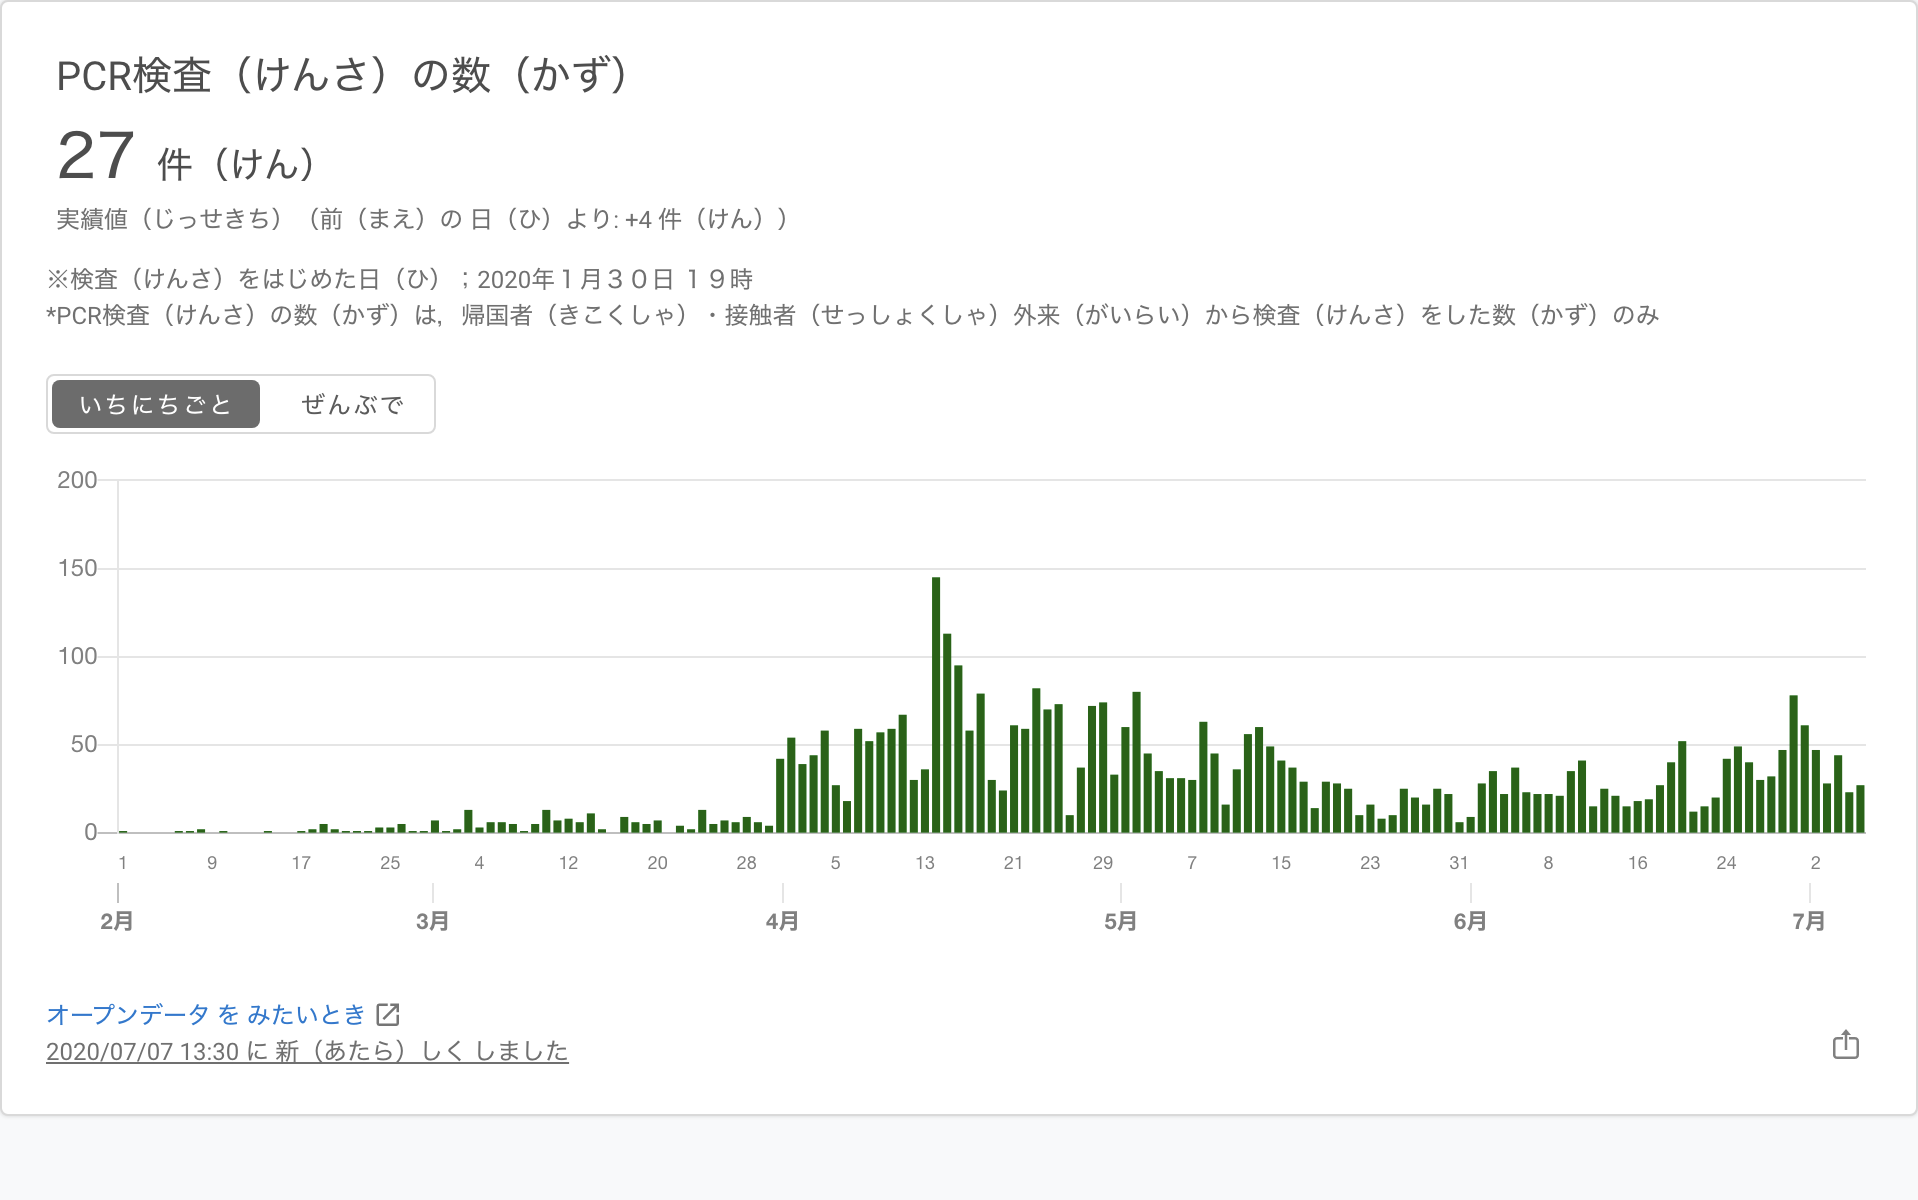 PCR検査（けんさ）の数（かず）
27 件（けん）
実績値（じっせきち）（前（まえ）の 日（ひ）より: +4 件（けん））
※検査（けんさ）をはじめた日（ひ）；2020年１月３０日 １９時
*PCR検査（けんさ）の数（かず）は，帰国者（きこくしゃ）・接触者（せっしょくしゃ）外来（がいらい）から検査（けんさ）をした数（かず）のみ
いちにちごと ぜんぶで
200
150
100
50
0
1 9 17 25 4 12 20 28 5 13 21 29 7 15 23 31 8 16 24 2
2月 3月 4月 5月 6月 7月
オープンデータ を みたいとき
2020/07/07 13:30 に 新（あたら）しく しました